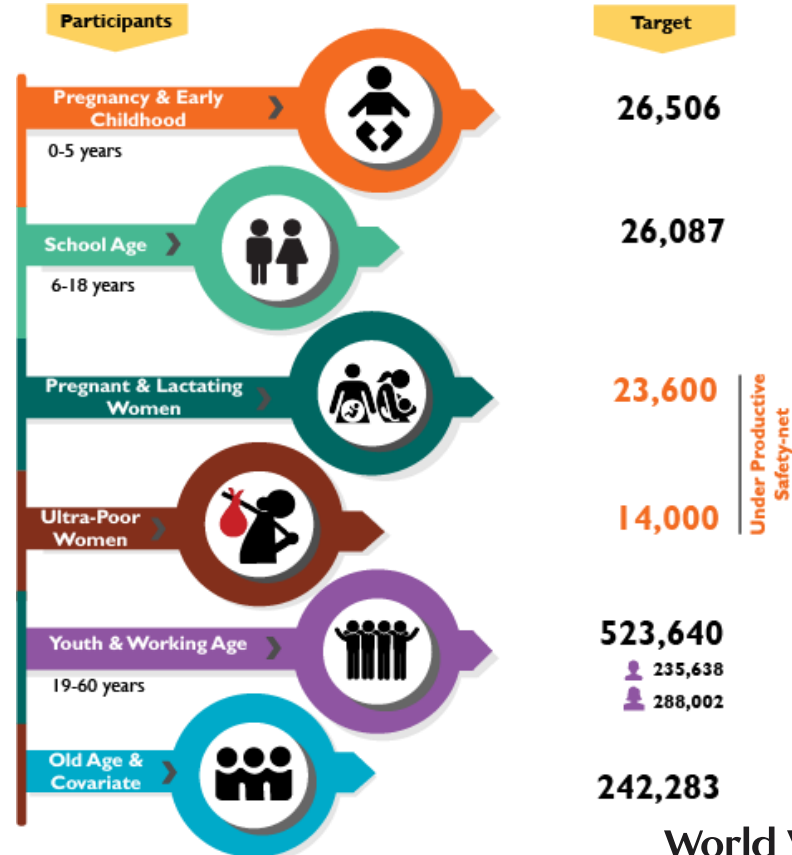 Participants
Target
Pregnancy & Early
Childhood
26,506
0-5 years
School Age
26,087
6-18 years
Pregnant & Lactating
Women
23,600
Under Productive
Safety-net
Ultra-Poor
Women
14,000
Youth & Working Age
523,640
235,638
19-60 years
288,002
Old Age &
Covariate
242,283
World